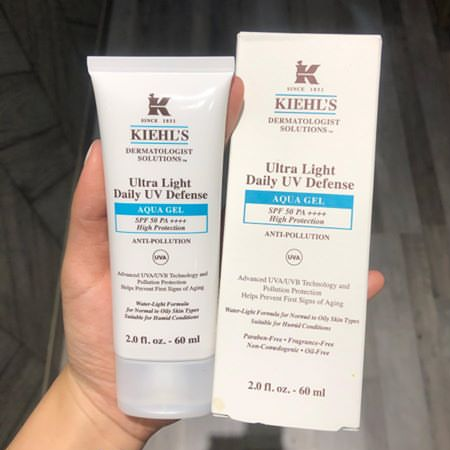 K
SINCE 1851
KIEHL'S
DERMATOLOGIST
SOLUTIONS™
Ultra Light
Daily UV Defense
AQUA GEL
SPF 50 PA ++++
High Protection
ANTI-POLLUTION
UVA
Advanced UVA/UVB Technology and
Pollution Protection
Helps Prevent First Signs of Aging
Water-Light Formula
for Normal to Oily Skin Types
Suitable for Humid Conditions
2.0 fl. oz. - 60 ml
K
SINCE 1851
KIEHL'S
DERMATOLOGIST
SOLUTIONS™
Ultra Light
Daily UV Defense
AQUA GEL
SPF 50 PA ++++
High Protection
ANTI-POLLUTION
UVA
Advanced UVA/UVB Technology and
Pollution Protection
Helps Prevent First Signs of Aging
Water-Light Formula for Normal to Oily Skin Types
Suitable for Humid Conditions
Paraben-Free • Fragrance-Free
Non-Comedogenic • Oil-Free
2.0 fl. oz. - 60 ml